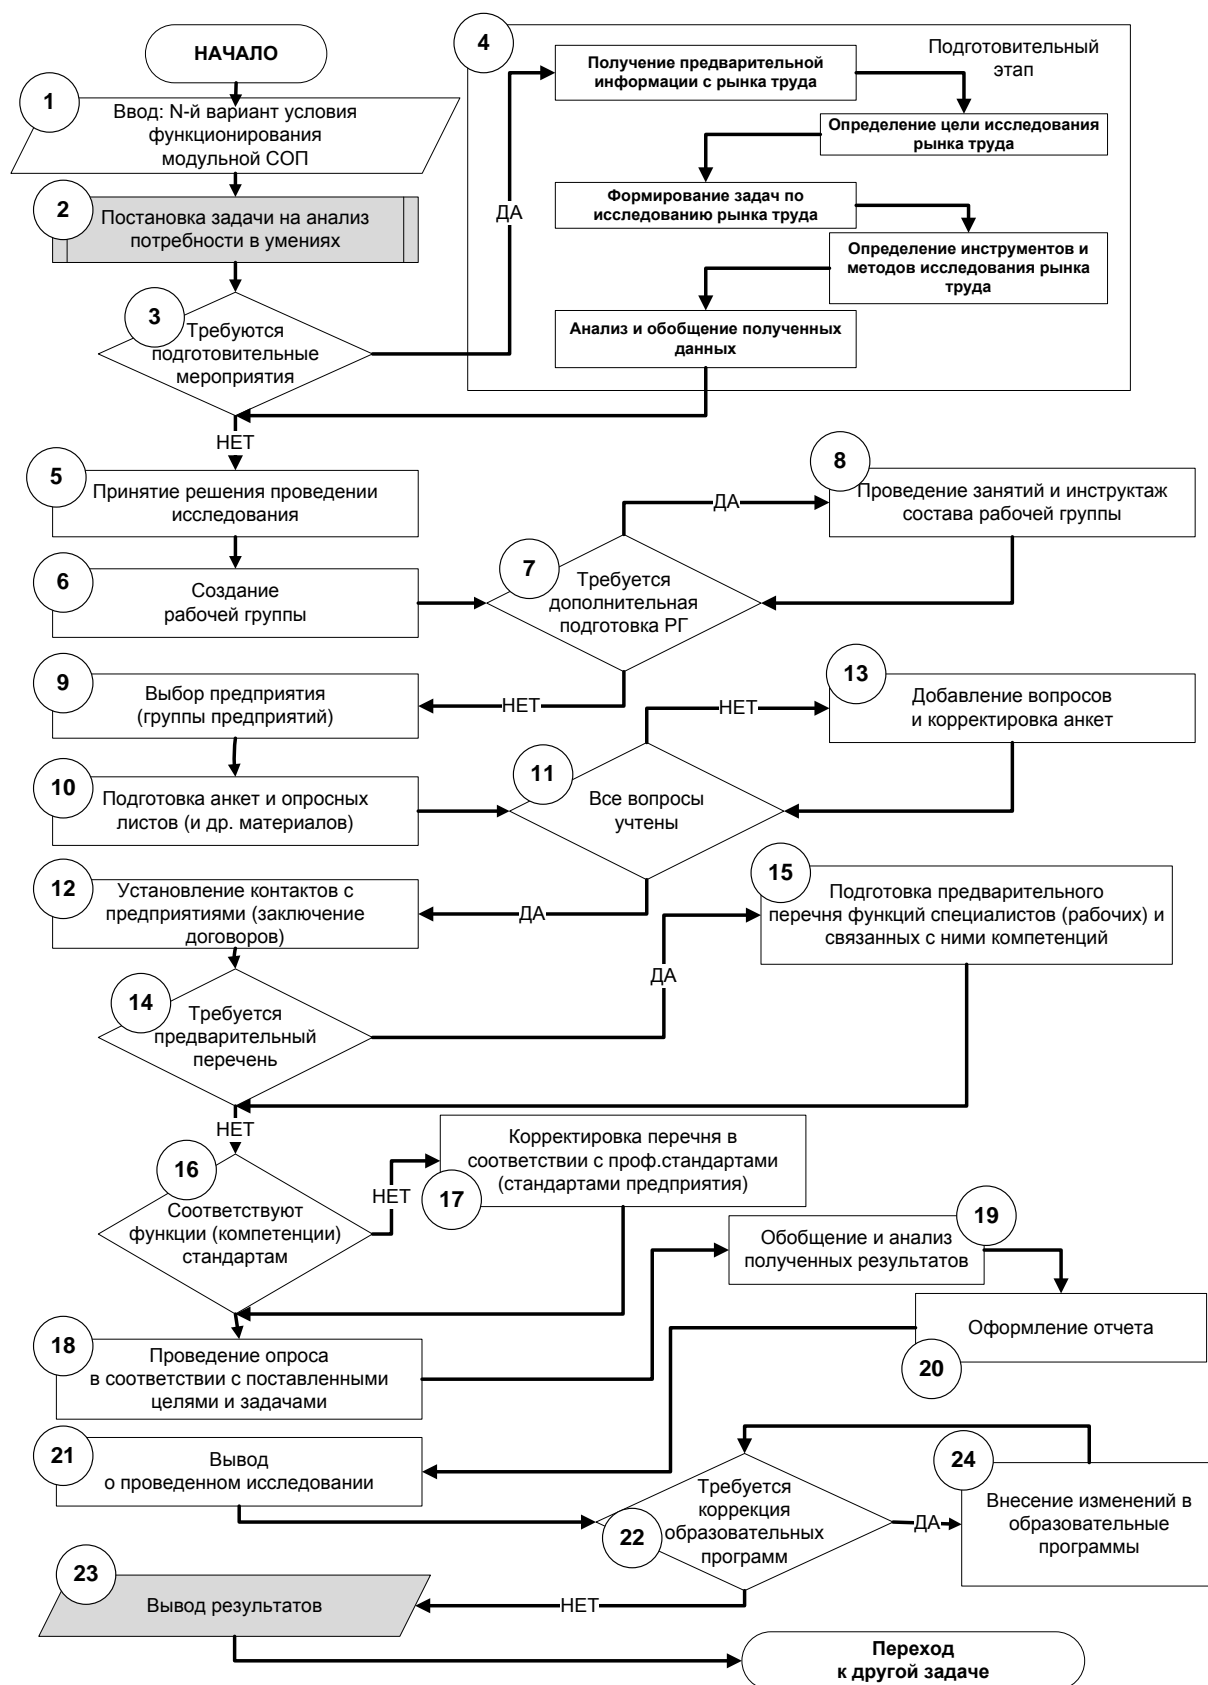 НАЧАЛО
1
Ввод: N-й вариант условия
функционирования
модульной СОП
2
Постановка задачи на анализ
потребности в умениях
3
Требуются
подготовительные
мероприятия
ДА
НЕТ
4
Подготовительный
этап
Получение предварительной
информации с рынка труда
Определение цели исследования
рынка труда
Формирование задач по
исследованию рынка труда
Определение инструментов и
методов исследования рынка
труда
Анализ и обобщение полученных
данных
5
Принятие решения проведении
исследования
6
Создание
рабочей группы
7
Требуется
дополнительная
подготовка РГ
ДА
8
Проведение занятий и инструктаж
состава рабочей группы
НЕТ
9
Выбор предприятия
(группы предприятий)
10
Подготовка анкет и опросных
листов (и др. материалов)
11
Все вопросы
учтены
НЕТ
13
Добавление вопросов
и корректировка анкет
ДА
12
Установление контактов с
предприятиями (заключение
договоров)
14
Требуется
предварительный
перечень
ДА
15
Подготовка предварительного
перечня функций специалистов (рабочих) и
связанных с ними компетенций
НЕТ
16
Соответствуют
функции (компетенции)
стандартам
НЕТ
17
Корректировка перечня в
соответствии с проф.стандартами
(стандартами предприятия)
18
Проведение опроса
в соответствии с поставленными
целями и задачами
19
Обобщение и анализ
полученных результатов
20
Оформление отчета
21
Вывод
о проведенном исследовании
22
Требуется
коррекция
образовательных
программ
ДА
24
Внесение изменений в
образовательные
программы
НЕТ
23
Вывод результатов
Переход
к другой задаче